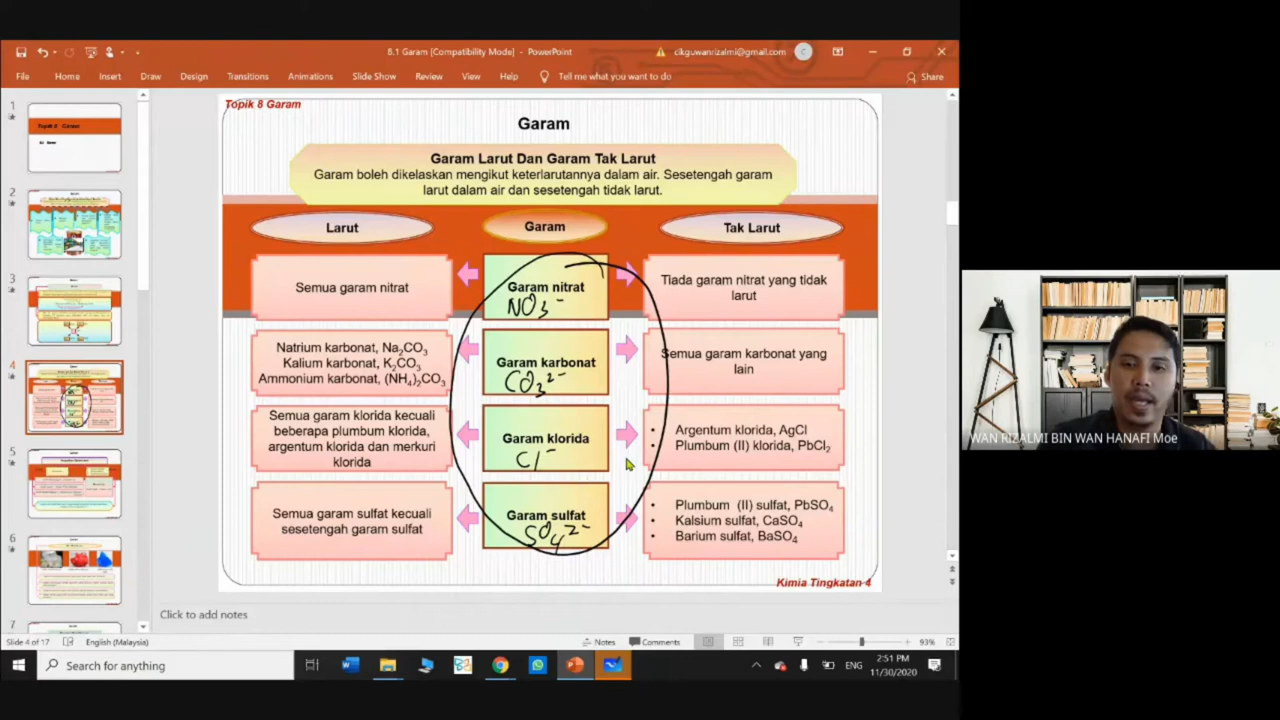 8.1 Garam [Compatibility Mode] - PowerPoint
cikguwanrizalmi@gmail.com
C
File Home Insert Draw Design Transitions Animations Slide Show Review View Help Tell me what you want to do Share
Topik 8 Garam
Garam
Garam Larut Dan Garam Tak Larut
Garam boleh dikelaskan mengikut keterlarutannya dalam air. Sesetengah garam
larut dalam air dan sesetengah tidak larut.
Larut
Garam
Tak Larut
Semua garam nitrat
Garam nitrat
NO₃⁻
Tiada garam nitrat yang tidak
larut
Natrium karbonat, Na₂CO₃
Kalium karbonat, K₂CO₃
Ammonium karbonat, (NH₄)₂CO₃
Garam karbonat
CO₃²⁻
Semua garam karbonat yang
lain
Semua garam klorida kecuali
beberapa plumbum klorida,
argentum klorida dan merkuri
klorida
Garam klorida
Cl⁻
• Argentum klorida, AgCl
• Plumbum (II) klorida, PbCl₂
Semua garam sulfat kecuali
sesetengah garam sulfat
Garam sulfat
SO₄²⁻
• Plumbum (II) sulfat, PbSO₄
• Kalsium sulfat, CaSO₄
• Barium sulfat, BaSO₄
Kimia Tingkatan 4
1
2
3
4
5
6
7
WAN RIZALMI BIN WAN HANAFI Moe
Click to add notes
Slide 4 of 17 English (Malaysia) Notes Comments 93%
Search for anything
ENG
2:51 PM
11/30/2020